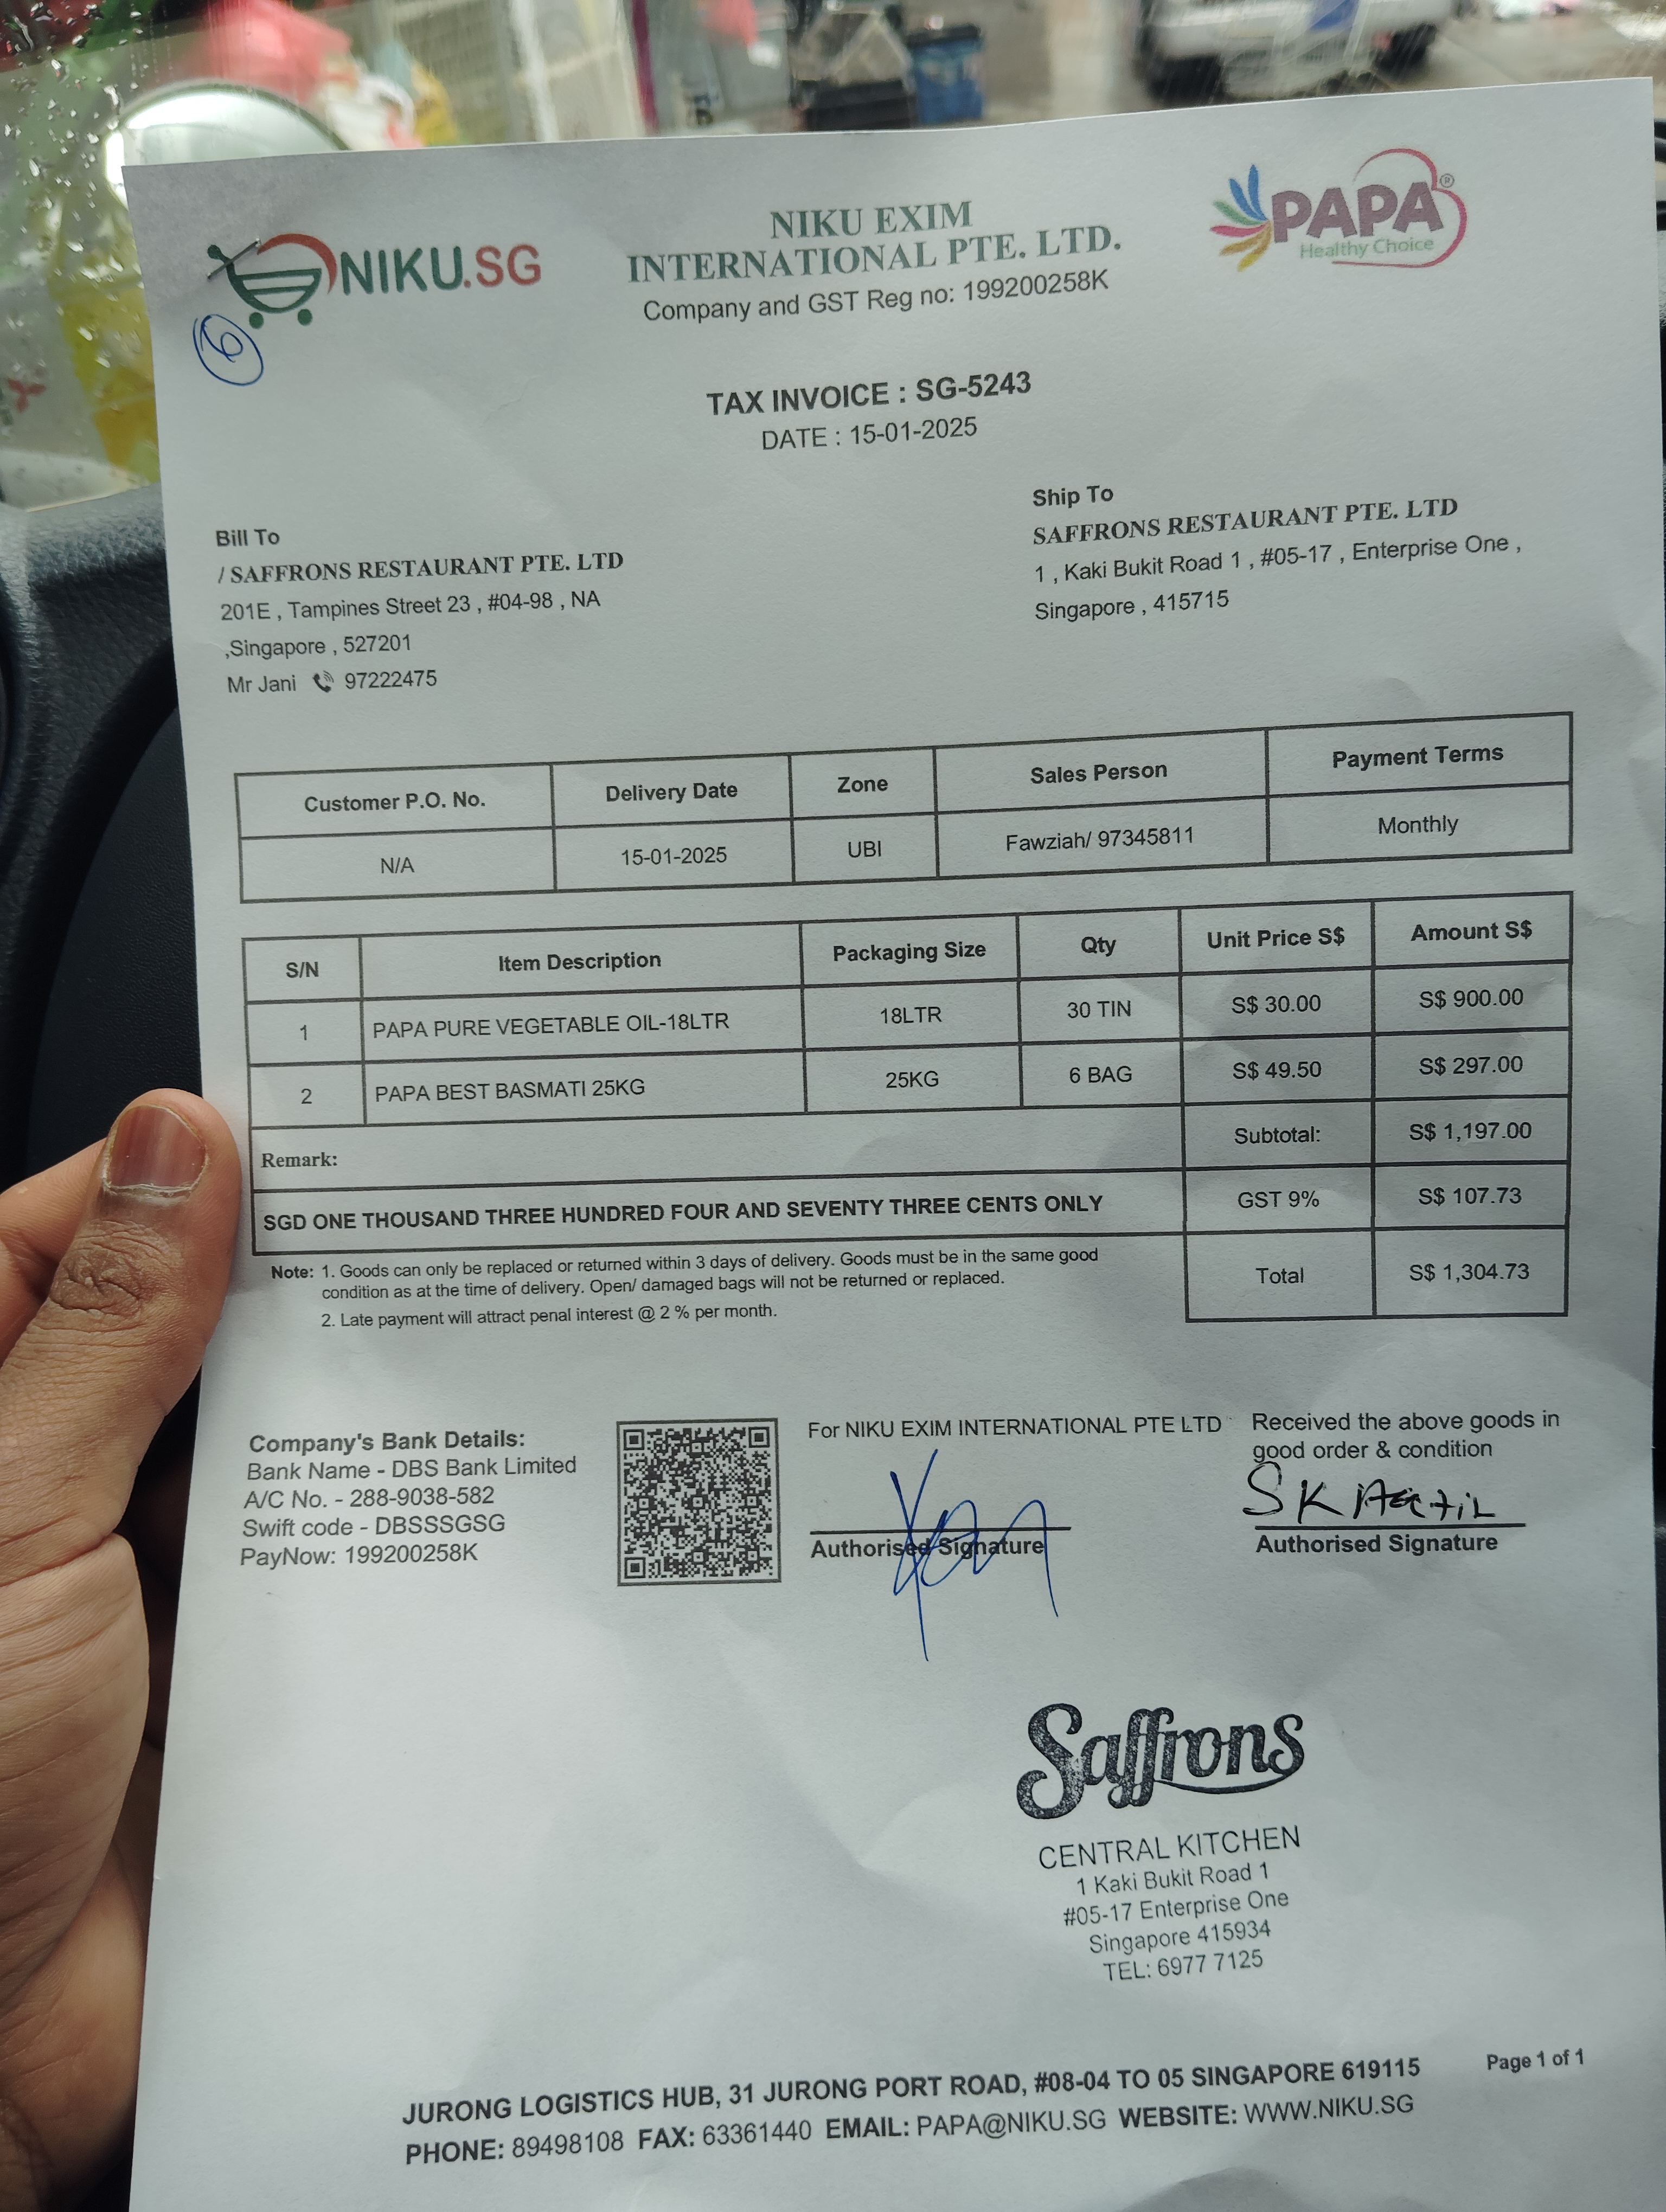 NIKU.SG
NIKU EXIM
INTERNATIONAL PTE. LTD.
Company and GST Reg no: 199200258K
PAPA®
Healthy Choice
6
TAX INVOICE : SG-5243
DATE : 15-01-2025
Bill To
/ SAFFRONS RESTAURANT PTE. LTD
201E , Tampines Street 23 , #04-98 , NA
,Singapore , 527201
Mr Jani 97222475
Ship To
SAFFRONS RESTAURANT PTE. LTD
1 , Kaki Bukit Road 1 , #05-17 , Enterprise One ,
Singapore , 415715
Customer P.O. No. Delivery Date Zone Sales Person Payment Terms
N/A 15-01-2025 UBI Fawziah/ 97345811 Monthly
S/N Item Description Packaging Size Qty Unit Price S$ Amount S$
1 PAPA PURE VEGETABLE OIL-18LTR 18LTR 30 TIN S$ 30.00 S$ 900.00
2 PAPA BEST BASMATI 25KG 25KG 6 BAG S$ 49.50 S$ 297.00
Remark: Subtotal: S$ 1,197.00
SGD ONE THOUSAND THREE HUNDRED FOUR AND SEVENTY THREE CENTS ONLY GST 9% S$ 107.73
Total S$ 1,304.73
Note: 1. Goods can only be replaced or returned within 3 days of delivery. Goods must be in the same good
condition as at the time of delivery. Open/ damaged bags will not be returned or replaced.
2. Late payment will attract penal interest @ 2 % per month.
Company's Bank Details:
Bank Name - DBS Bank Limited
A/C No. - 288-9038-582
Swift code - DBSSSGSG
PayNow: 199200258K
For NIKU EXIM INTERNATIONAL PTE LTD
Authorised Signature
Received the above goods in
good order & condition
SK
Authorised Signature
Saffrons
CENTRAL KITCHEN
1 Kaki Bukit Road 1
#05-17 Enterprise One
Singapore 415934
TEL: 6977 7125
JURONG LOGISTICS HUB, 31 JURONG PORT ROAD, #08-04 TO 05 SINGAPORE 619115
PHONE: 89498108 FAX: 63361440 EMAIL: PAPA@NIKU.SG WEBSITE: WWW.NIKU.SG
Page 1 of 1